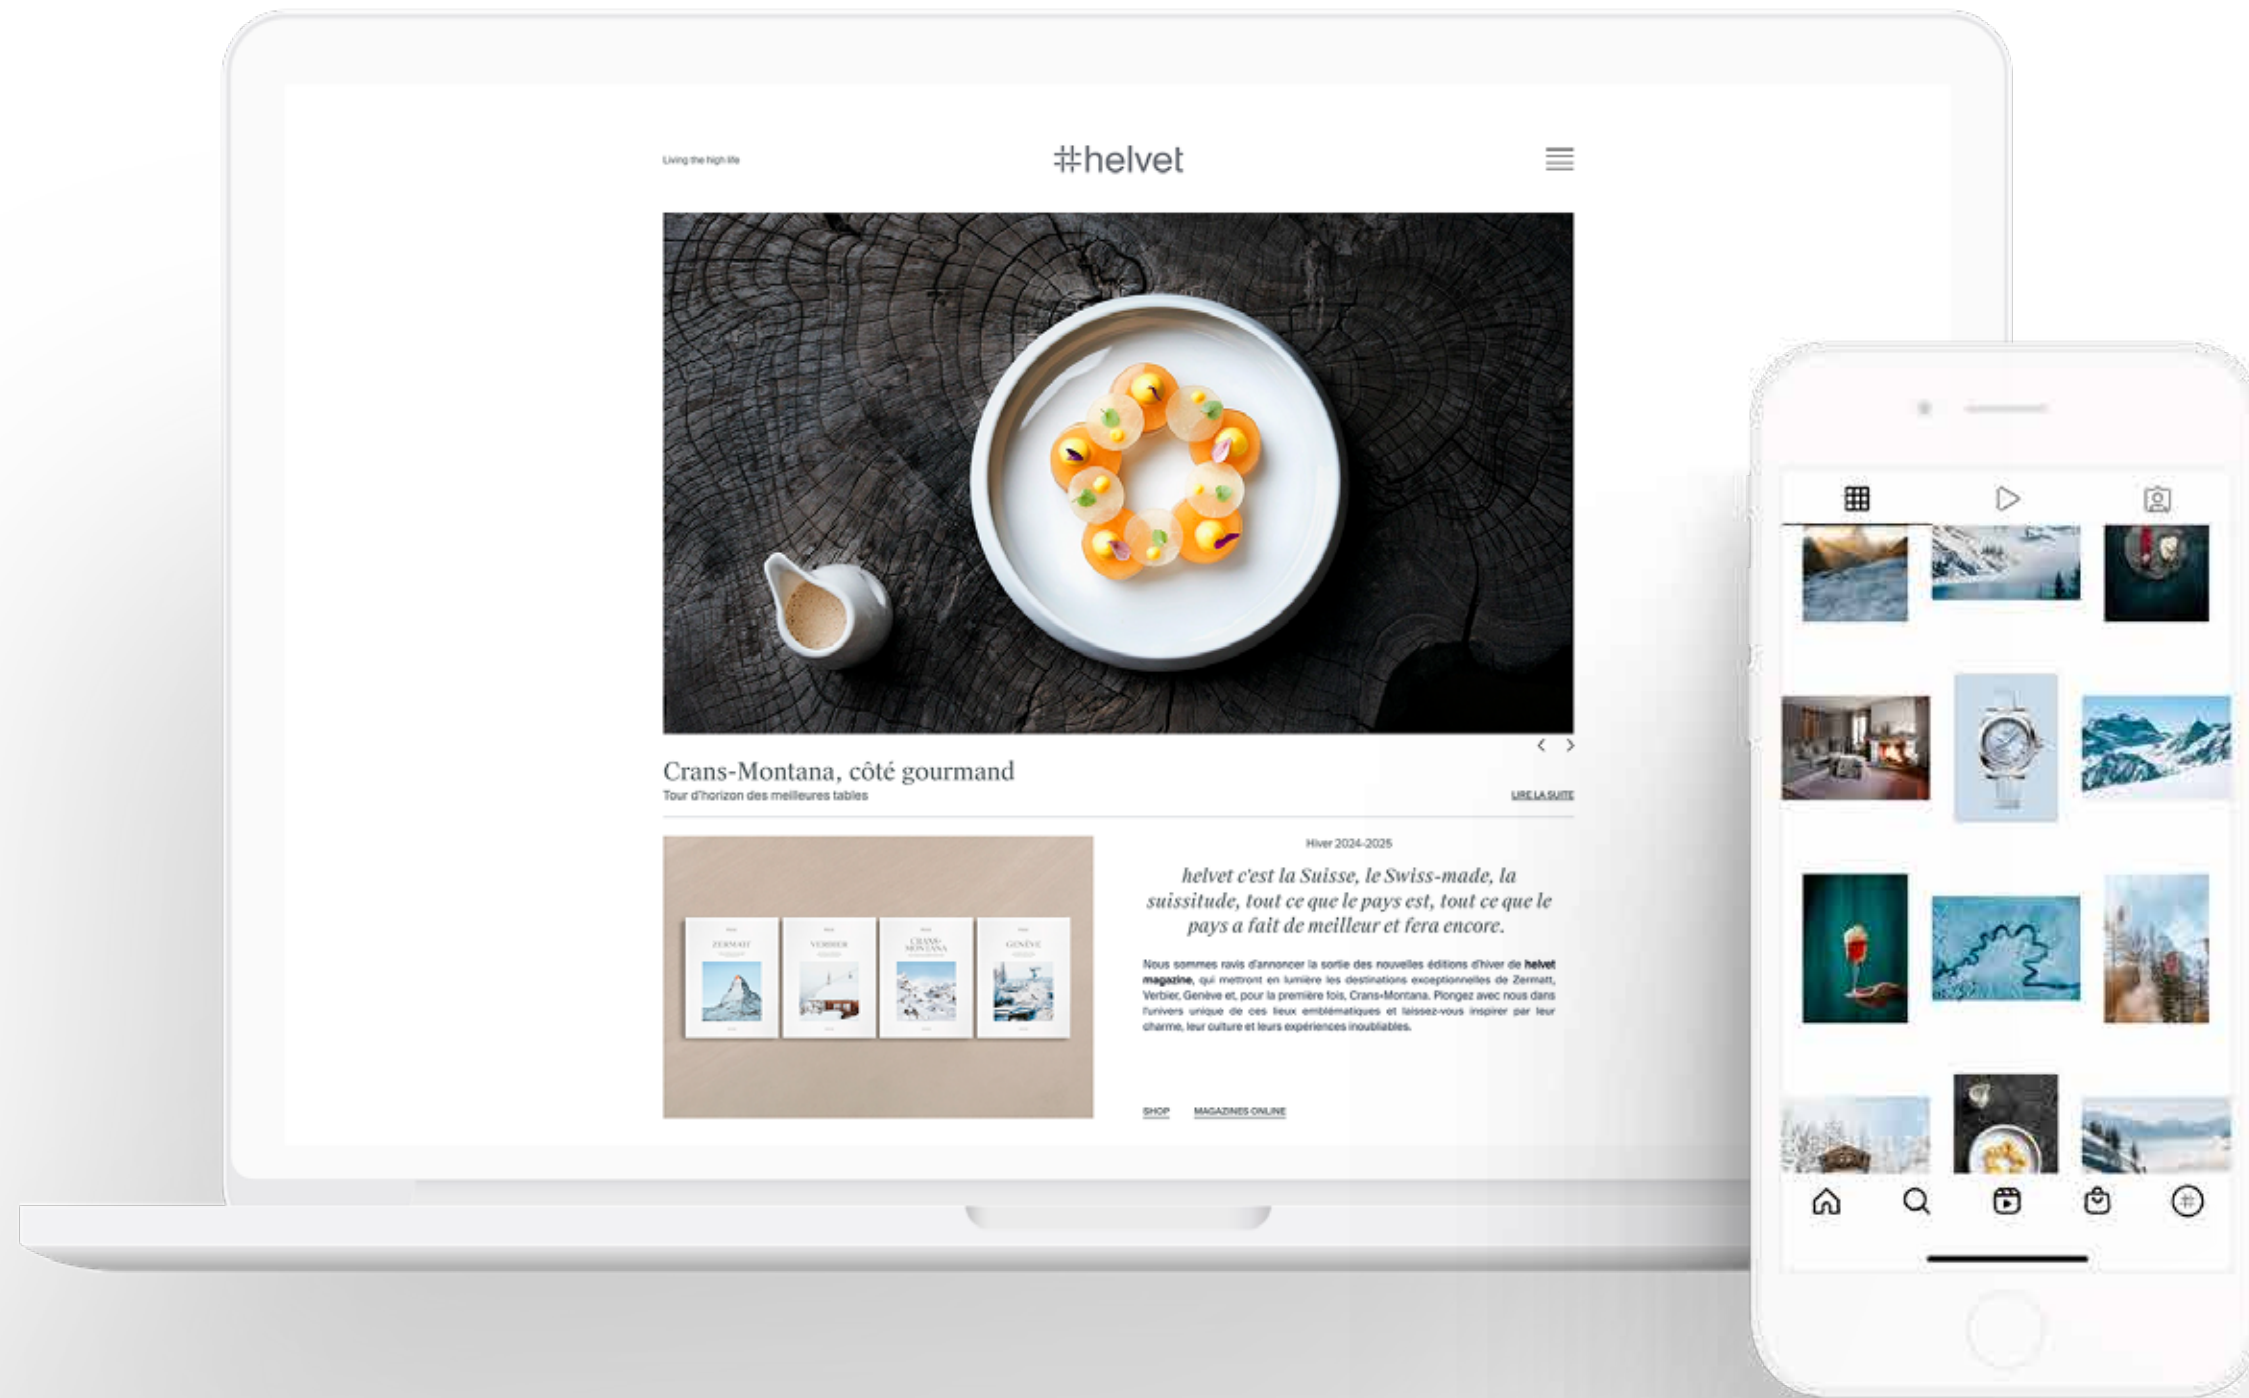 Living the high life
#helvet
Crans-Montana, côté gourmand
Tour d'horizon des meilleures tables
LIRE LA SUITE
ZERMATT
VERBIER
CRANS-
MONTANA
GENÈVE
Hiver 2024-2025
helvet c'est la Suisse, le Swiss-made, la
suissitude, tout ce que le pays est, tout ce que le
pays a fait de meilleur et fera encore.
Nous sommes ravis d'annoncer la sortie des nouvelles éditions d'hiver de helvet
magazine, qui mettront en lumière les destinations exceptionnelles de Zermatt,
Verbier, Genève et, pour la première fois, Crans-Montana. Plongez avec nous dans
l'univers unique de ces lieux emblématiques et laissez-vous inspirer par leur
charme, leur culture et leurs expériences inoubliables.
SHOP
MAGAZINES ONLINE